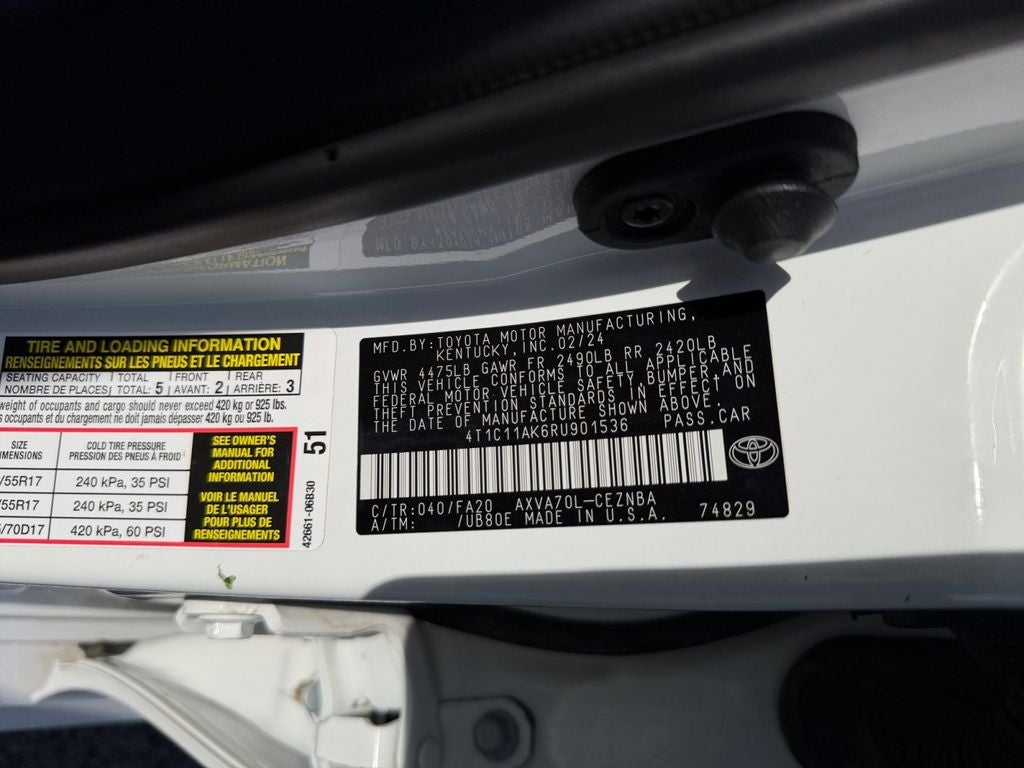 TIRE AND LOADING INFORMATION
RENSEIGNEMENTS SUR LES PNEUS ET LE CHARGEMENT
SEATING CAPACITY TOTAL FRONT REAR
NOMBRE DE PLACES TOTAL: 5 AVANT: 2 ARRIÈRE: 3
weight of occupants and cargo should never exceed 420 kg or 925 lbs.
occupants et du chargement ne doit jamais dépasser 420 kg ou 925 lb.
SIZE COLD TIRE PRESSURE
PRESSION DES PNEUS À FROID
/55R17 240 kPa, 35 PSI
/55R17 240 kPa, 35 PSI
/70D17 420 kPa, 60 PSI
SEE OWNER'S
MANUAL FOR
ADDITIONAL
INFORMATION
VOIR LE MANUEL
DE L'USAGER
POUR PLUS DE
RENSEIGNEMENTS
51
42661-06B30
MFD.BY:TOYOTA MOTOR MANUFACTURING,
KENTUCKY, INC.02/24
GVWR 4475LB GAWR FR 2490LB RR 2420LB
THIS VEHICLE CONFORMS TO ALL APPLICABLE
FEDERAL MOTOR VEHICLE SAFETY,BUMPER,AND
THEFT PREVENTION STANDARDS IN EFFECT ON
THE DATE OF MANUFACTURE SHOWN ABOVE.
4T1C11AK6RU901536 PASS.CAR
C/TR:040/FA20 AXVA70L-CEZNBA
A/TM: /UB80E MADE IN U.S.A. 74829